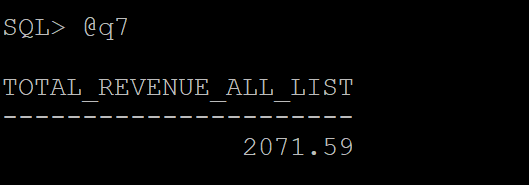 SQL> @q7
TOTAL_REVENUE_ALL_LIST
----------------------
2071.59